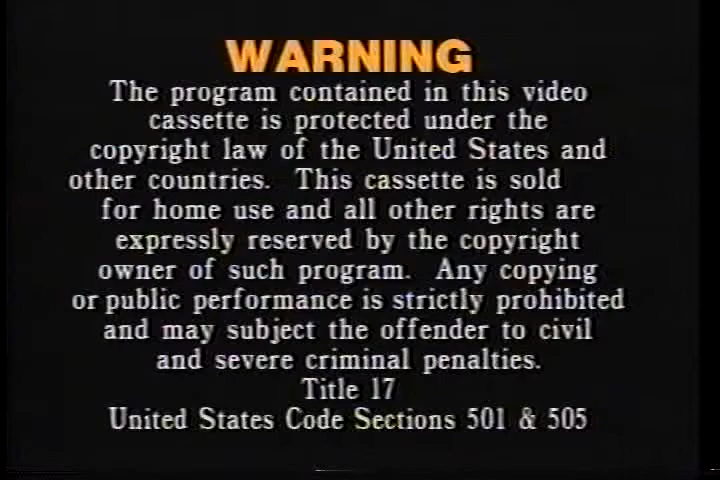 WARNING
The program contained in this video
cassette is protected under the
copyright law of the United States and
other countries.  This cassette is sold
for home use and all other rights are
expressly reserved by the copyright
owner of such program.  Any copying
or public performance is strictly prohibited
and may subject the offender to civil
and severe criminal penalties.
Title 17
United States Code Sections 501 & 505